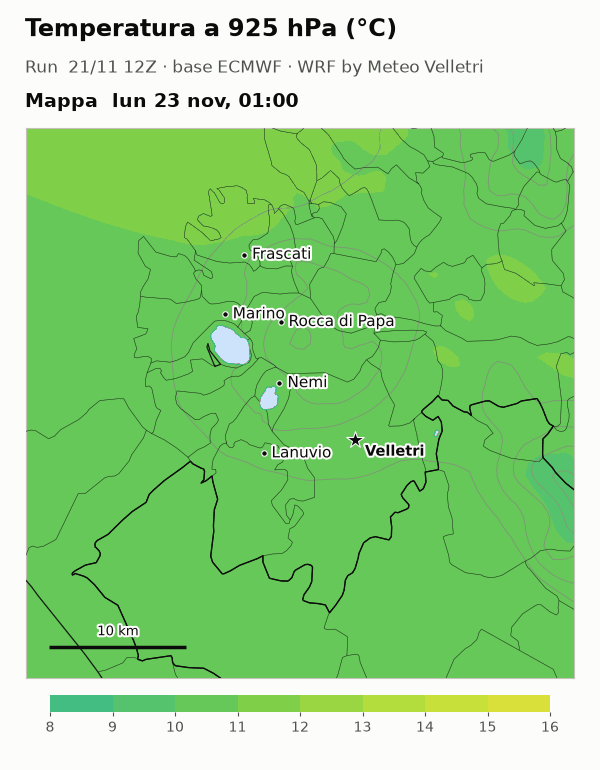 Temperatura a 925 hPa (°C)
Run  21/11 12Z · base ECMWF · WRF by Meteo Velletri
Mappa  lun 23 nov, 01:00
Frascati
Marino
Rocca di Papa
Nemi
Velletri
Lanuvio
10 km
8 9 10 11 12 13 14 15 16